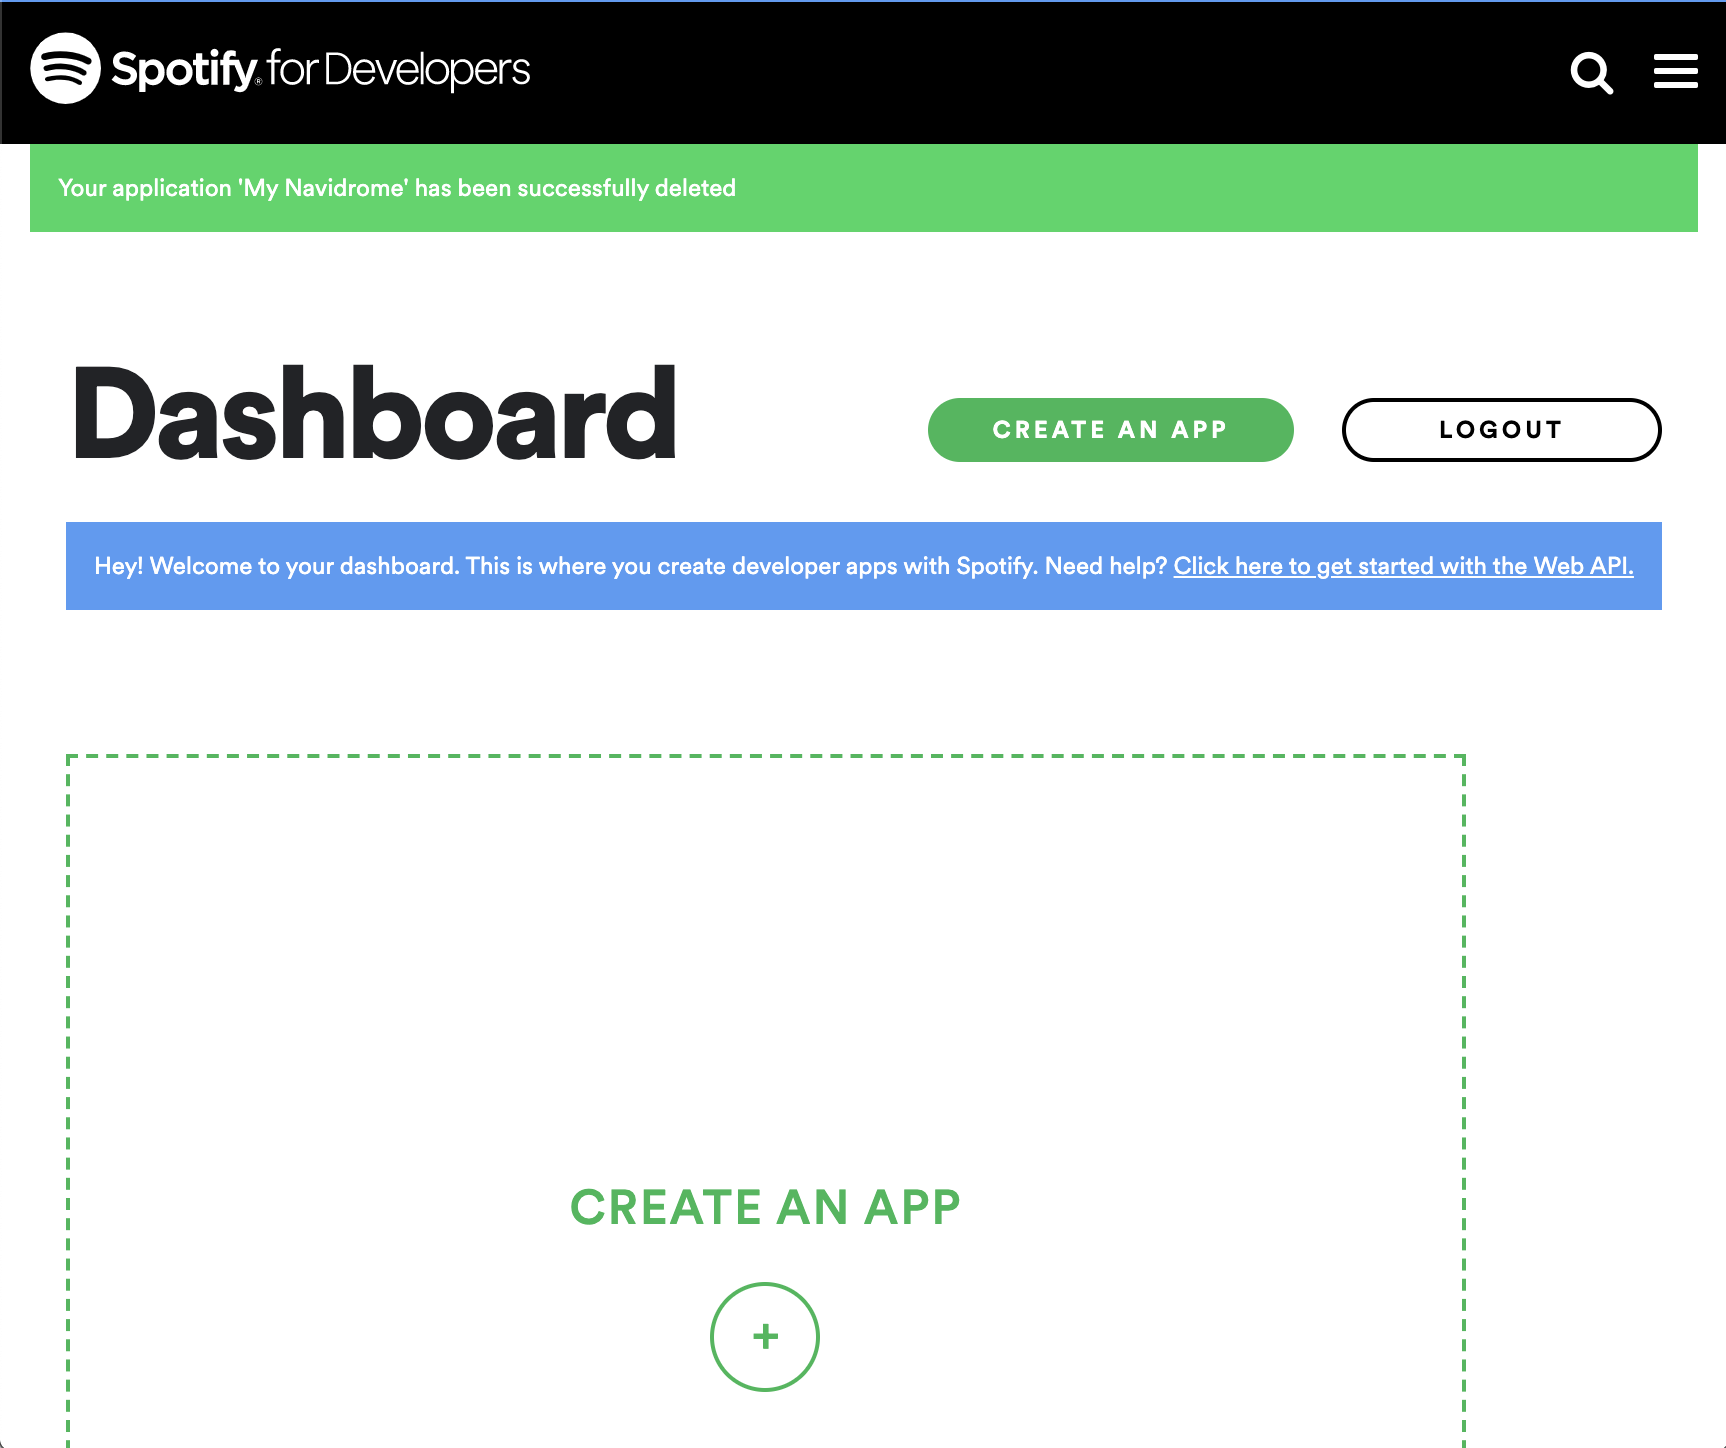 Spotify® for Developers
Your application 'My Navidrome' has been successfully deleted
Dashboard
CREATE AN APP
LOGOUT
Hey! Welcome to your dashboard. This is where you create developer apps with Spotify. Need help? Click here to get started with the Web API.
CREATE AN APP
+